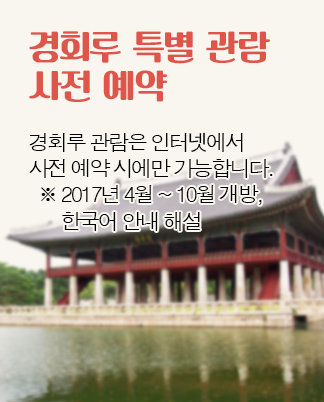 경회루 특별 관람
사전 예약
경회루 관람은 인터넷에서
사전 예약 시에만 가능합니다.
※ 2017년 4월 ~ 10월 개방,
한국어 안내 해설